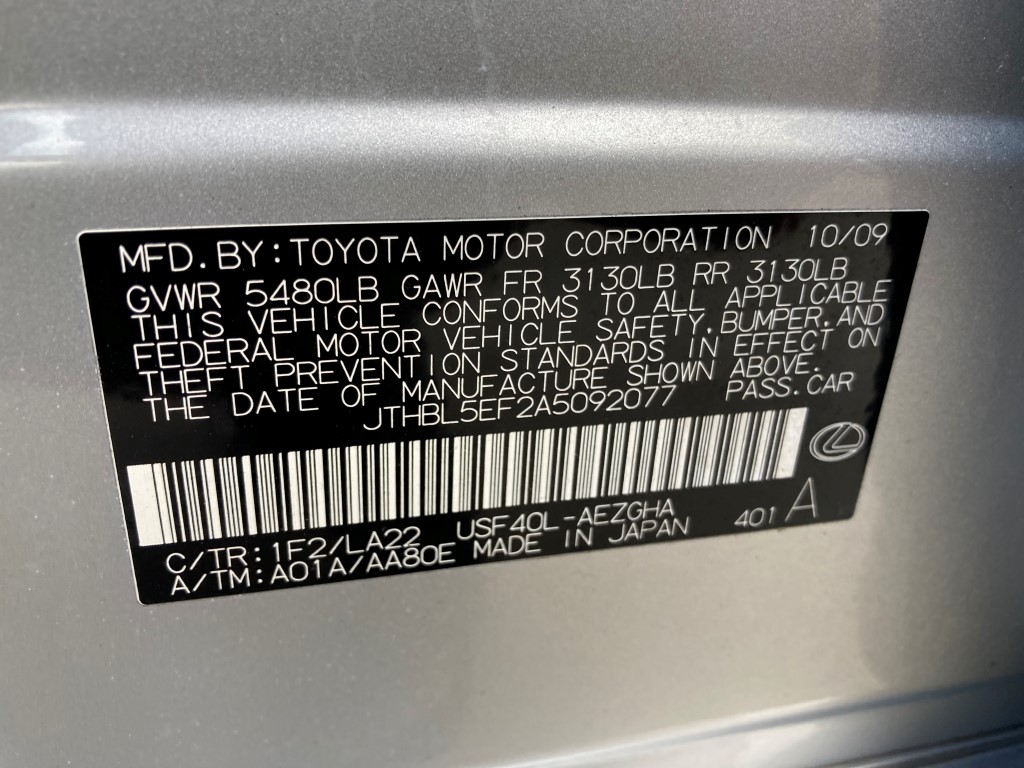 MFD.BY:TOYOTA MOTOR CORPORATION 10/09
GVWR 5480LB GAWR FR 3130LB RR 3130LB
THIS VEHICLE CONFORMS TO ALL APPLICABLE
FEDERAL MOTOR VEHICLE SAFETY,BUMPER,AND
THEFT PREVENTION STANDARDS IN EFFECT ON
THE DATE OF MANUFACTURE SHOWN ABOVE.
JTHBL5EF2A5092077 PASS.CAR
C/TR:1F2/LA22 USF40L-AEZGHA 401 A
A/TM:A01A/AA80E MADE IN JAPAN